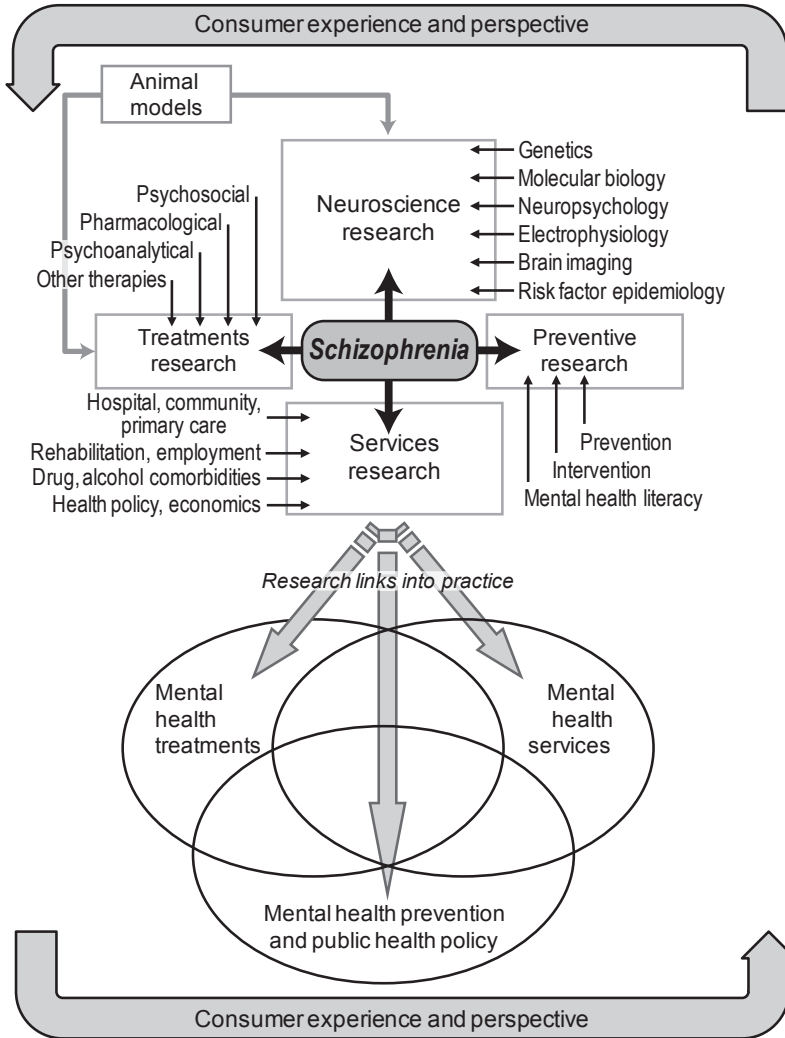 Consumer experience and perspective
Animal
models
Genetics
Molecular biology
Neuropsychology
Electrophysiology
Brain imaging
Risk factor epidemiology
Neuroscience
research
Psychosocial
Pharmacological
Psychoanalytical
Other therapies
Treatments
research
Schizophrenia
Preventive
research
Hospital, community,
primary care
Rehabilitation, employment
Drug, alcohol comorbidities
Health policy, economics
Services
research
Prevention
Intervention
Mental health literacy
Research links into practice
Mental
health
treatments
Mental
health
services
Mental health prevention
and public health policy
Consumer experience and perspective